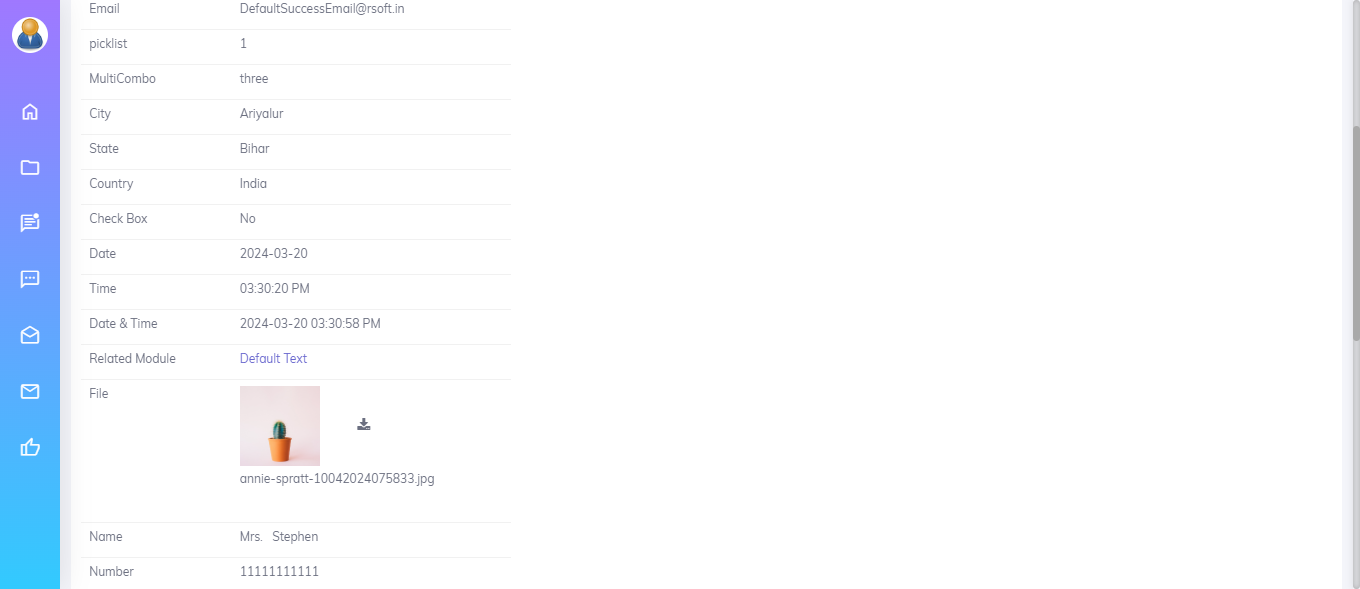 Email DefaultSuccessEmail@rsoft.in
picklist 1
MultiCombo three
City Ariyalur
State Bihar
Country India
Check Box No
Date 2024-03-20
Time 03:30:20 PM
Date & Time 2024-03-20 03:30:58 PM
Related Module Default Text
File
annie-spratt-10042024075833.jpg
Name Mrs. Stephen
Number 11111111111